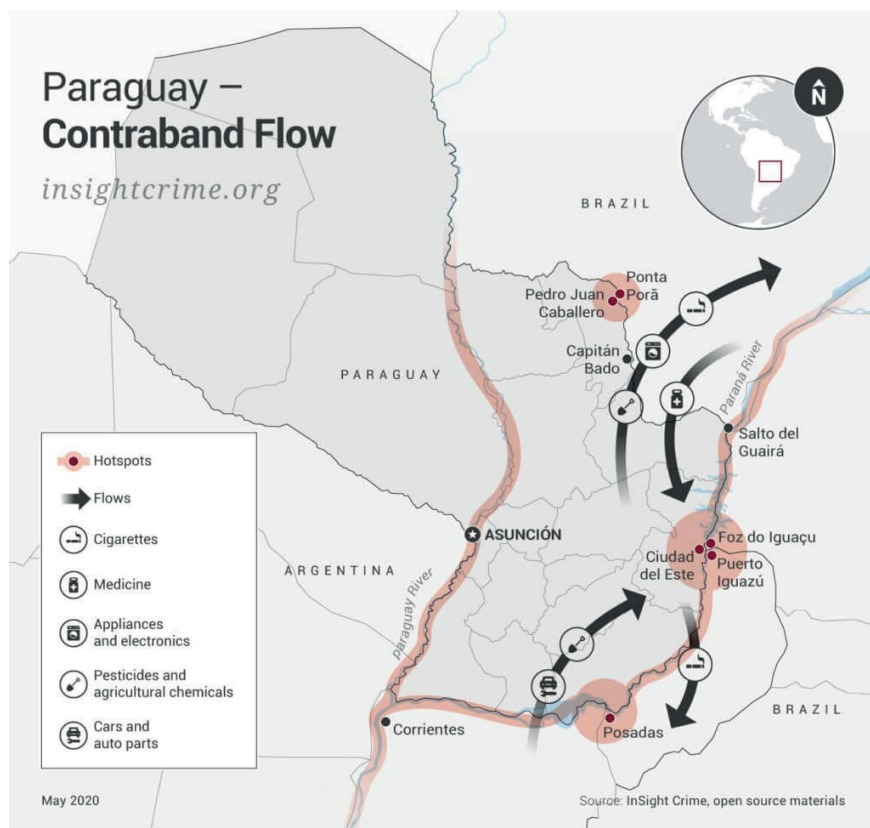 Paraguay –
Contraband Flow
insightcrime.org
N
BRAZIL
Ponta
Porã
Pedro Juan
Caballero
Capitán
Bado
PARAGUAY
Paraná River
Salto del
Guairá
Hotspots
Flows
Cigarettes
Medicine
Appliances
and electronics
Pesticides and
agricultural chemicals
Cars and
auto parts
ASUNCIÓN
ARGENTINA
paraguay River
Foz do Iguaçu
Ciudad
del Este
Puerto
Iguazú
Corrientes
Posadas
BRAZIL
May 2020
Source: InSight Crime, open source materials